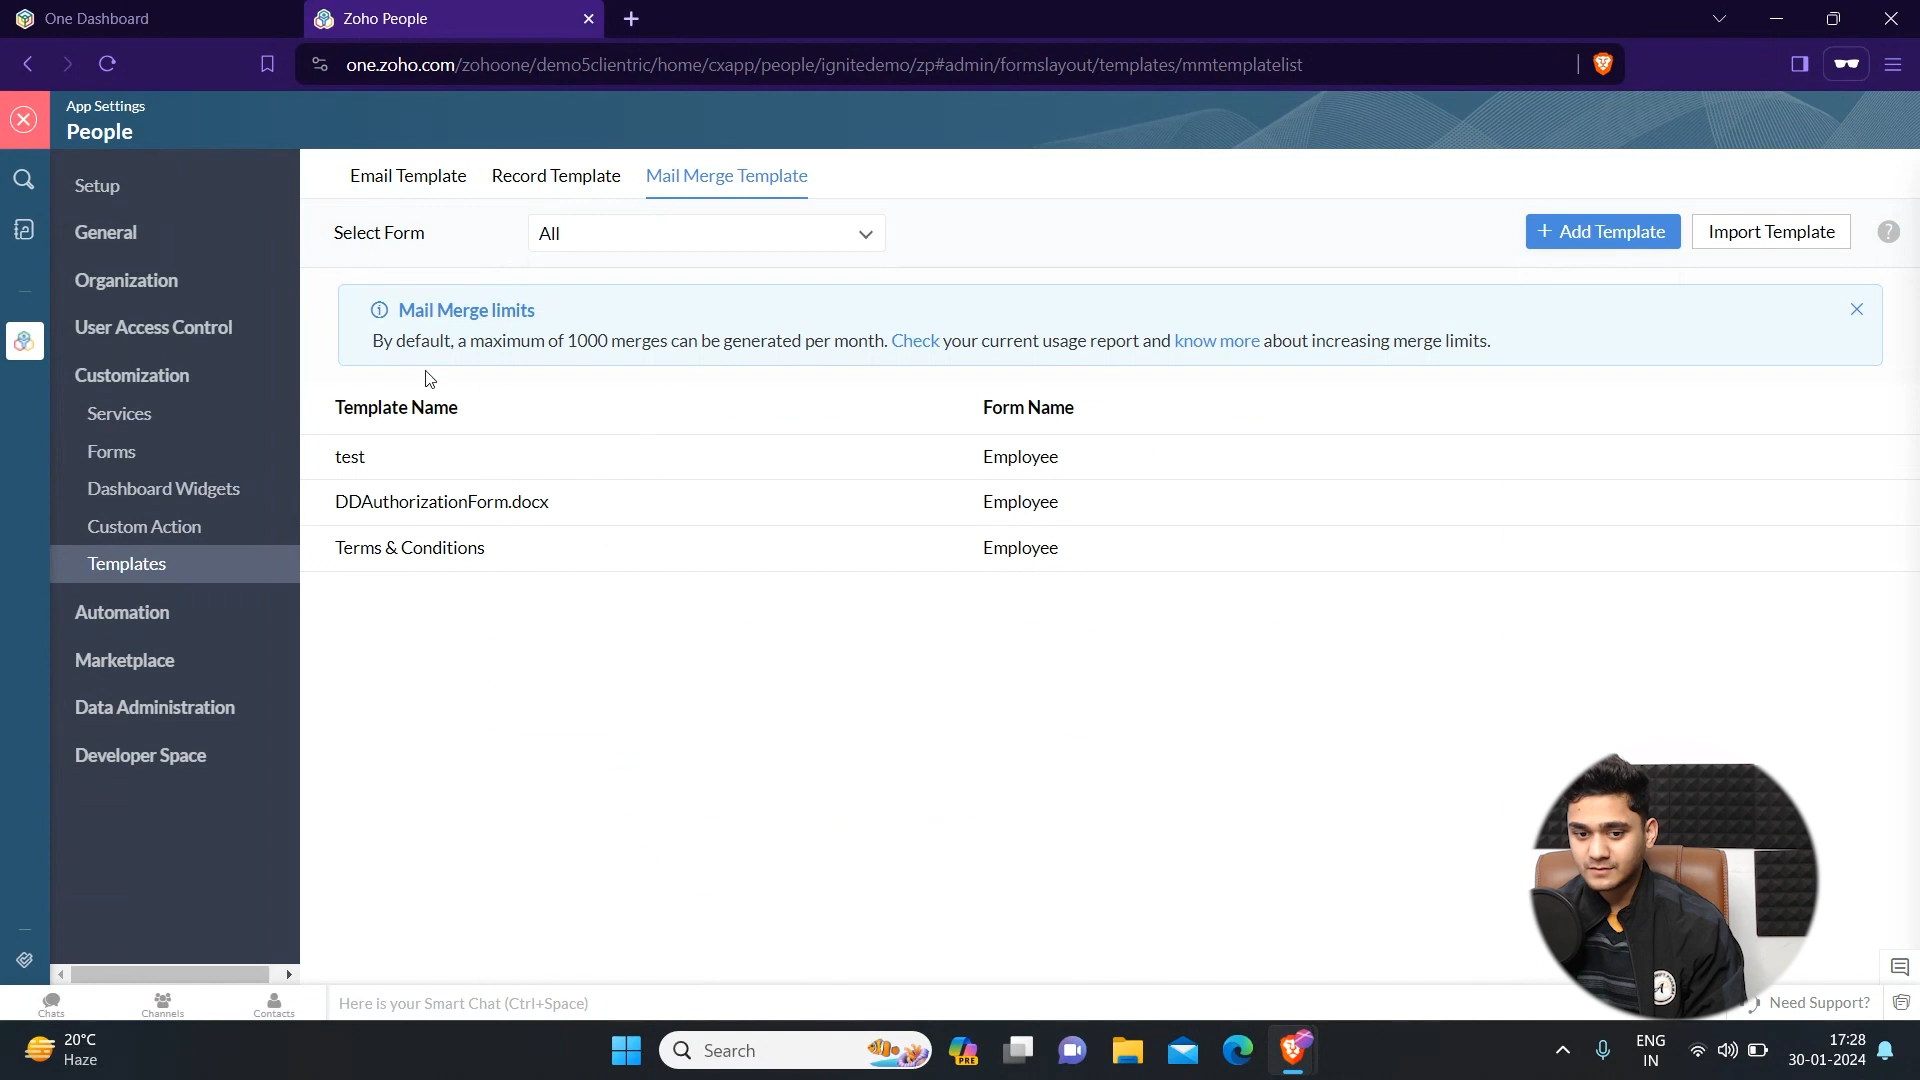 One Dashboard
Zoho People
one.zoho.com/zohoone/demo5clientric/home/cxapp/people/ignitedemo/zp#admin/formslayout/templates/mmtemplatelist
App Settings
People
Setup
General
Organization
User Access Control
Customization
Services
Forms
Dashboard Widgets
Custom Action
Templates
Automation
Marketplace
Data Administration
Developer Space
Email Template Record Template Mail Merge Template
Select Form All + Add Template Import Template ?
Mail Merge limits
By default, a maximum of 1000 merges can be generated per month. Check your current usage report and know more about increasing merge limits.
Template Name Form Name
test Employee
DDAuthorizationForm.docx Employee
Terms & Conditions Employee
Chats Channels Contacts
Here is your Smart Chat (Ctrl+Space)
Need Support?
20°C
Haze
Search
PRE
ENG
IN
17:28
30-01-2024